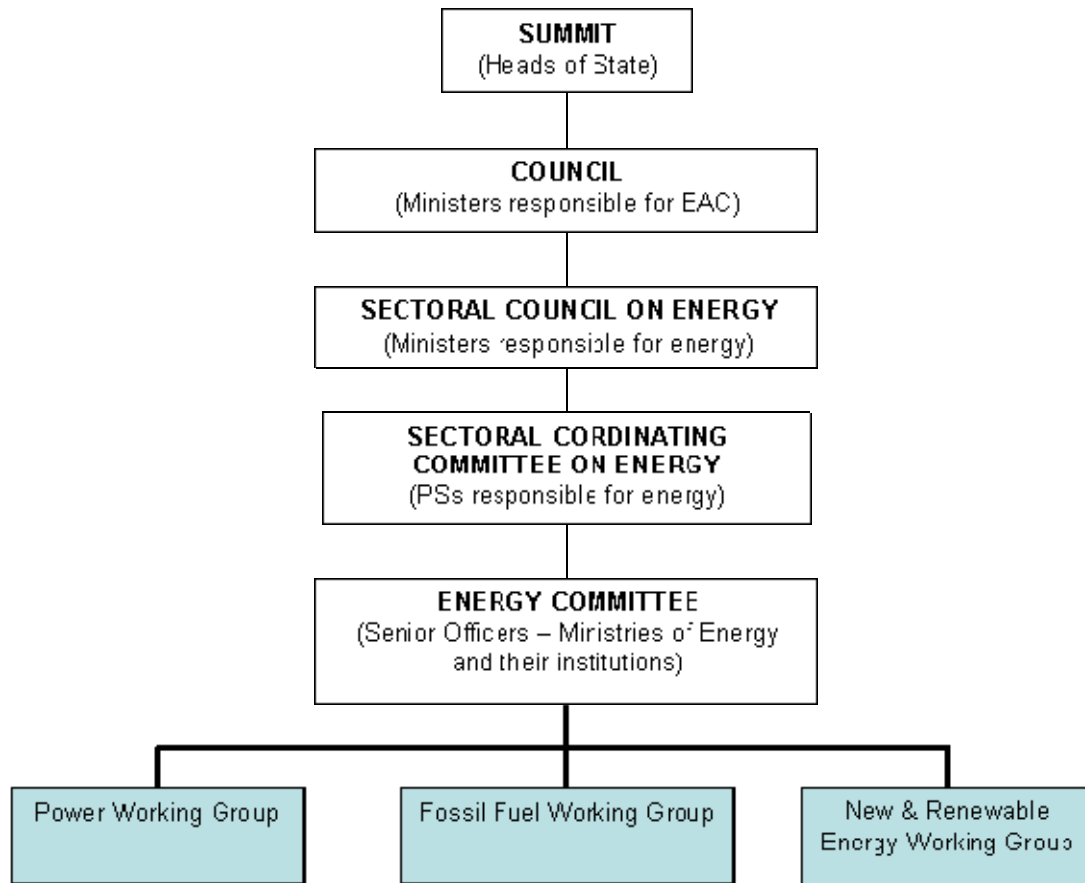 SUMMIT
(Heads of State)
COUNCIL
(Ministers responsible for EAC)
SECTORAL COUNCIL ON ENERGY
(Ministers responsible for energy)
SECTORAL CORDINATING
COMMITTEE ON ENERGY
(PSs responsible for energy)
ENERGY COMMITTEE
(Senior Officers – Ministries of Energy
and their institutions)
Power Working Group
Fossil Fuel Working Group
New & Renewable
Energy Working Group